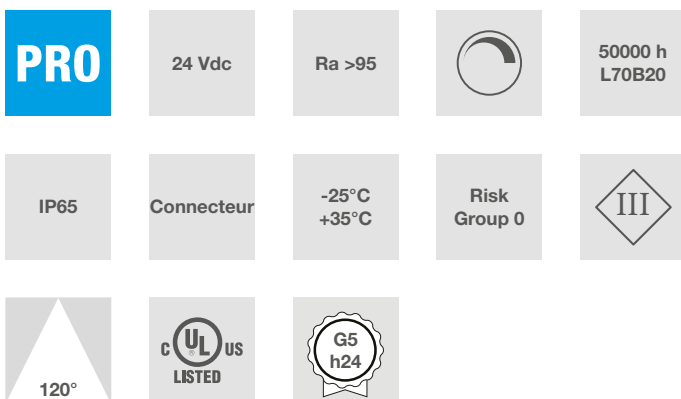 PRO
24 Vdc
Ra >95
50000 h
L70B20
IP65
Connecteur
-25°C
+35°C
Risk
Group 0
III
120°
C UL® US
LISTED
G5
h24